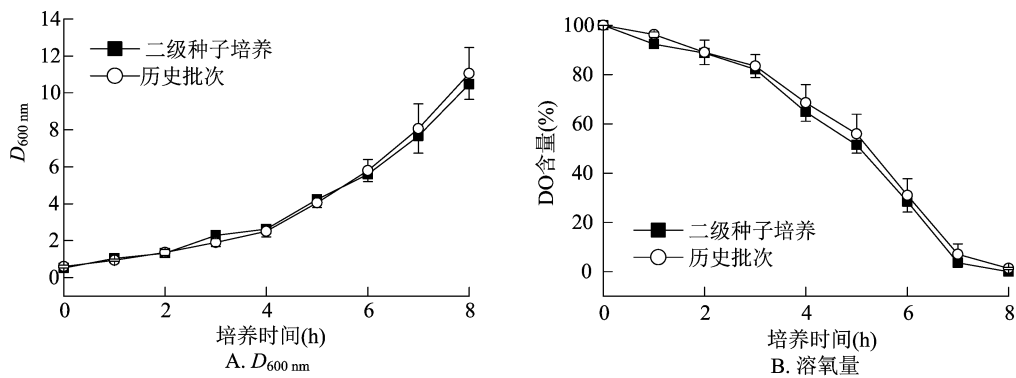 14
12
10
8
6
4
2
0
D600 nm
二级种子培养
历史批次
0 2 4 6 8
培养时间(h)
A. D600 nm
100
80
60
40
20
0
DO含量(%)
二级种子培养
历史批次
0 2 4 6 8
培养时间(h)
B. 溶氧量